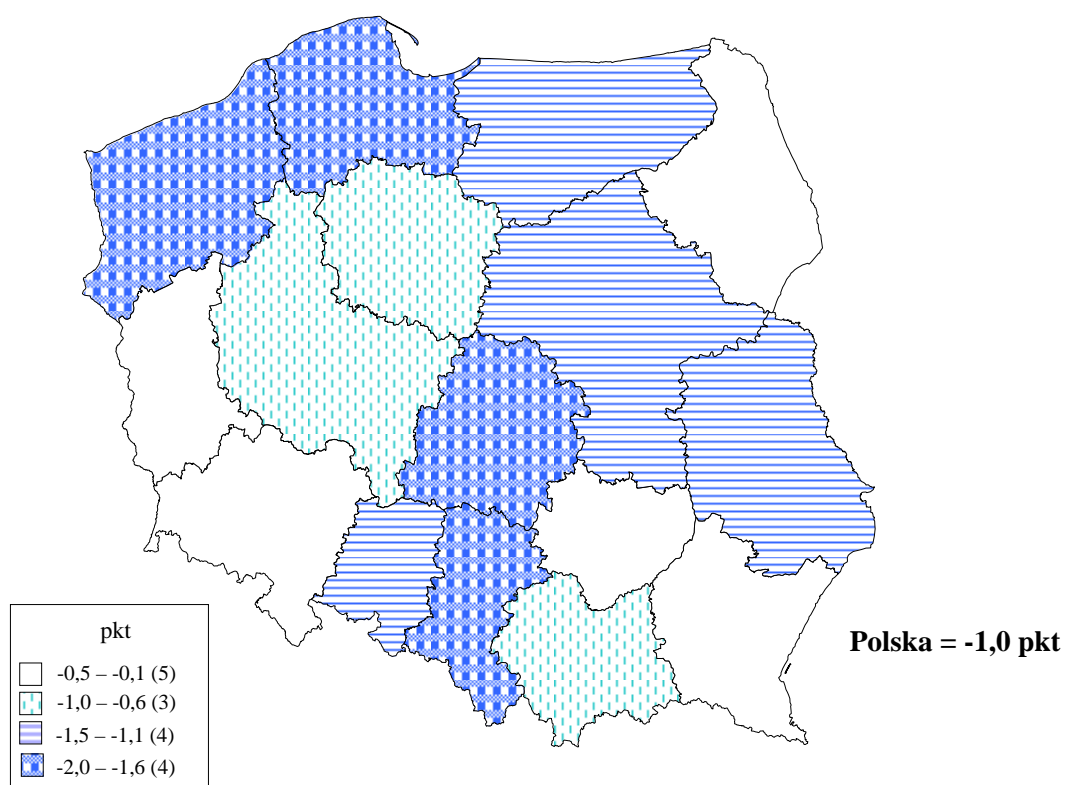 pkt
-0,5 – -0,1 (5)
-1,0 – -0,6 (3)
-1,5 – -1,1 (4)
-2,0 – -1,6 (4)
Polska = -1,0 pkt